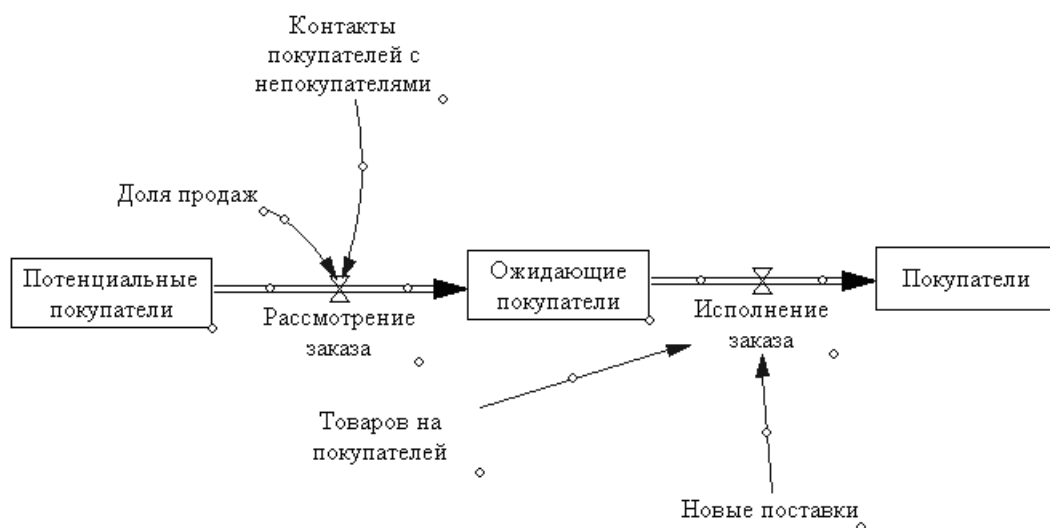 Контакты
покупателей с
непокупателями
Доля продаж
Потенциальные
покупатели
Рассмотрение
заказа
Ожидающие
покупатели
Исполнение
заказа
Покупатели
Товаров на
покупателей
Новые поставки